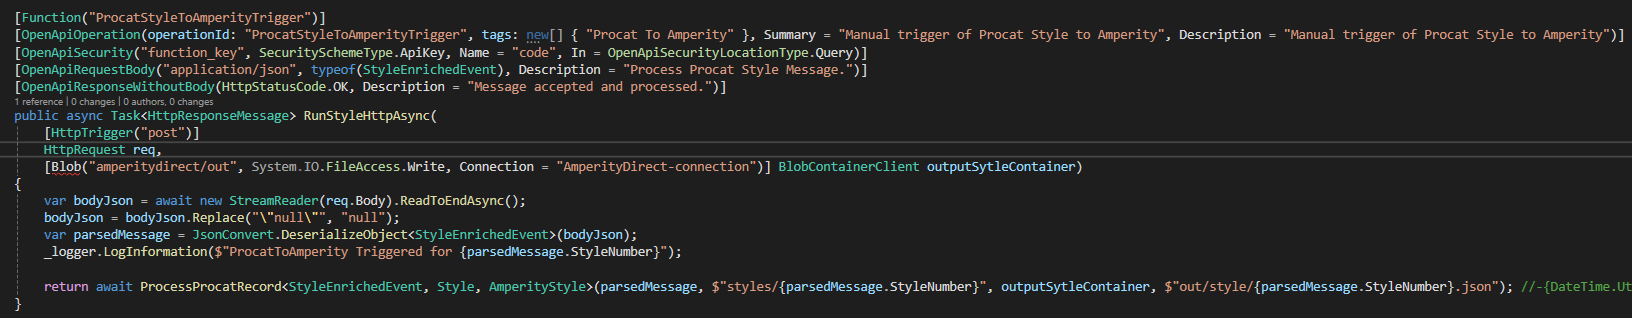 [Function("ProcatStyleToAmperityTrigger")]
[OpenApiOperation(operationId: "ProcatStyleToAmperityTrigger", tags: new[] { "Procat To Amperity" }, Summary = "Manual trigger of Procat Style to Amperity", Description = "Manual trigger of Procat Style to Amperity")]
[OpenApiSecurity("function_key", SecuritySchemeType.ApiKey, Name = "code", In = OpenApiSecurityLocationType.Query)]
[OpenApiRequestBody("application/json", typeof(StyleEnrichedEvent), Description = "Process Procat Style Message.")]
[OpenApiResponseWithoutBody(HttpStatusCode.OK, Description = "Message accepted and processed.")]
1 reference | 0 changes | 0 authors, 0 changes
public async Task<HttpResponseMessage> RunStyleHttpAsync(
[HttpTrigger("post")]
HttpRequest req,
[Blob("amperitydirect/out", System.IO.FileAccess.Write, Connection = "AmperityDirect-connection")] BlobContainerClient outputSytleContainer)
{
var bodyJson = await new StreamReader(req.Body).ReadToEndAsync();
bodyJson = bodyJson.Replace("\"null\"", "null");
var parsedMessage = JsonConvert.DeserializeObject<StyleEnrichedEvent>(bodyJson);
_logger.LogInformation($"ProcatToAmperity Triggered for {parsedMessage.StyleNumber}");
return await ProcessProcatRecord<StyleEnrichedEvent, Style, AmperityStyle>(parsedMessage, $"styles/{parsedMessage.StyleNumber}", outputSytleContainer, $"out/style/{parsedMessage.StyleNumber}.json"); //-{DateTime.Ut
}